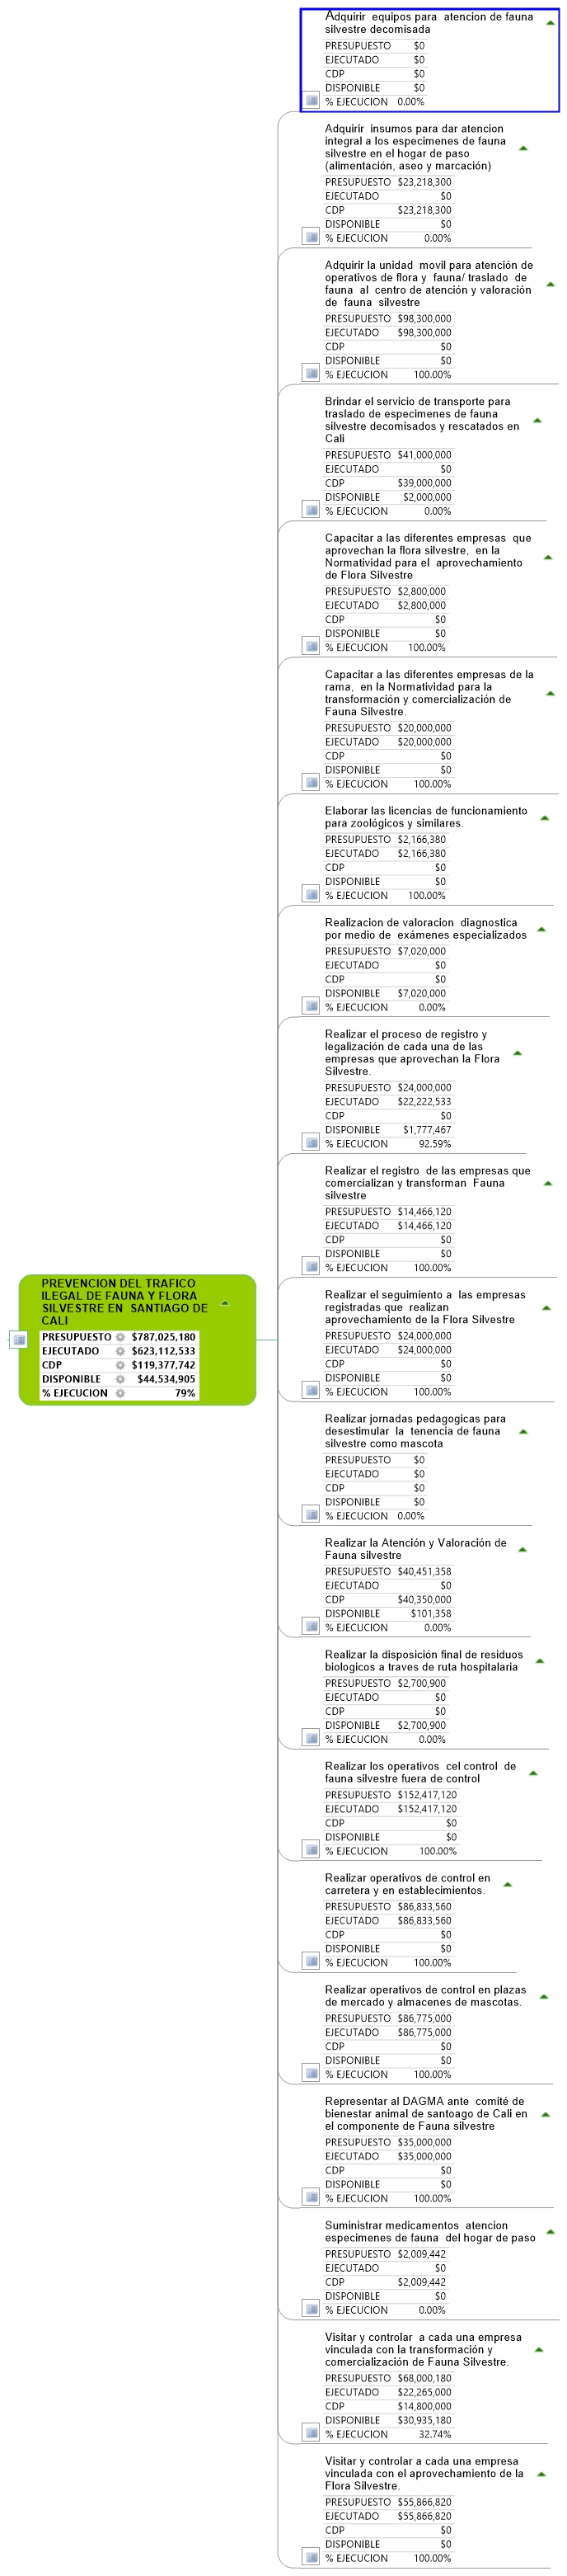 Adquirir equipos para atencion de fauna
silvestre decomisada
PRESUPUESTO $0
EJECUTADO $0
CDP $0
DISPONIBLE $0
% EJECUCION 0.00%
Adquirir insumos para dar atencion
integral a los especimenes de fauna
silvestre en el hogar de paso
(alimentación, aseo y marcación)
PRESUPUESTO $23,218,300
EJECUTADO $0
CDP $23,218,300
DISPONIBLE $0
% EJECUCION 0.00%
Adquirir la unidad movil para atención de
operativos de flora y fauna/ traslado de
fauna al centro de atención y valoración
de fauna silvestre
PRESUPUESTO $98,300,000
EJECUTADO $98,300,000
CDP $0
DISPONIBLE $0
% EJECUCION 100.00%
Brindar el servicio de transporte para
traslado de especimenes de fauna
silvestre decomisados y rescatados en
Cali
PRESUPUESTO $41,000,000
EJECUTADO $0
CDP $39,000,000
DISPONIBLE $2,000,000
% EJECUCION 0.00%
Capacitar a las diferentes empresas que
aprovechan la flora silvestre, en la
Normatividad para el aprovechamiento
de Flora Silvestre
PRESUPUESTO $2,800,000
EJECUTADO $2,800,000
CDP $0
DISPONIBLE $0
% EJECUCION 100.00%
Capacitar a las diferentes empresas de la
rama, en la Normatividad para la
transformación y comercialización de
Fauna Silvestre.
PRESUPUESTO $20,000,000
EJECUTADO $20,000,000
CDP $0
DISPONIBLE $0
% EJECUCION 100.00%
Elaborar las licencias de funcionamiento
para zoológicos y similares.
PRESUPUESTO $2,166,380
EJECUTADO $2,166,380
CDP $0
DISPONIBLE $0
% EJECUCION 100.00%
Realizacion de valoracion diagnostica
por medio de exámenes especializados
PRESUPUESTO $7,020,000
EJECUTADO $0
CDP $0
DISPONIBLE $7,020,000
% EJECUCION 0.00%
Realizar el proceso de registro y
legalización de cada una de las
empresas que aprovechan la Flora
Silvestre.
PRESUPUESTO $24,000,000
EJECUTADO $22,222,533
CDP $0
DISPONIBLE $1,777,467
% EJECUCION 92.59%
Realizar el registro de las empresas que
comercializan y transforman Fauna
silvestre
PRESUPUESTO $14,466,120
EJECUTADO $14,466,120
CDP $0
DISPONIBLE $0
% EJECUCION 100.00%
PREVENCION DEL TRAFICO
ILEGAL DE FAUNA Y FLORA
SILVESTRE EN SANTIAGO DE
CALI
PRESUPUESTO $787,025,180
EJECUTADO $623,112,533
CDP $119,377,742
DISPONIBLE $44,534,905
% EJECUCION 79%
Realizar el seguimiento a las empresas
registradas que realizan
aprovechamiento de la Flora Silvestre
PRESUPUESTO $24,000,000
EJECUTADO $24,000,000
CDP $0
DISPONIBLE $0
% EJECUCION 100.00%
Realizar jornadas pedagogicas para
desestimular la tenencia de fauna
silvestre como mascota
PRESUPUESTO $0
EJECUTADO $0
CDP $0
DISPONIBLE $0
% EJECUCION 0.00%
Realizar la Atención y Valoración de
Fauna silvestre
PRESUPUESTO $40,451,358
EJECUTADO $0
CDP $40,350,000
DISPONIBLE $101,358
% EJECUCION 0.00%
Realizar la disposición final de residuos
biologicos a traves de ruta hospitalaria
PRESUPUESTO $2,700,900
EJECUTADO $0
CDP $0
DISPONIBLE $2,700,900
% EJECUCION 0.00%
Realizar los operativos cel control de
fauna silvestre fuera de control
PRESUPUESTO $152,417,120
EJECUTADO $152,417,120
CDP $0
DISPONIBLE $0
% EJECUCION 100.00%
Realizar operativos de control en
carretera y en establecimientos.
PRESUPUESTO $86,833,560
EJECUTADO $86,833,560
CDP $0
DISPONIBLE $0
% EJECUCION 100.00%
Realizar operativos de control en plazas
de mercado y almacenes de mascotas.
PRESUPUESTO $86,775,000
EJECUTADO $86,775,000
CDP $0
DISPONIBLE $0
% EJECUCION 100.00%
Representar al DAGMA ante comité de
bienestar animal de santoago de Cali en
el componente de Fauna silvestre
PRESUPUESTO $35,000,000
EJECUTADO $35,000,000
CDP $0
DISPONIBLE $0
% EJECUCION 100.00%
Suministrar medicamentos atencion
especimenes de fauna del hogar de paso
PRESUPUESTO $2,009,442
EJECUTADO $0
CDP $2,009,442
DISPONIBLE $0
% EJECUCION 0.00%
Visitar y controlar a cada una empresa
vinculada con la transformación y
comercialización de Fauna Silvestre.
PRESUPUESTO $68,000,180
EJECUTADO $22,265,000
CDP $14,800,000
DISPONIBLE $30,935,180
% EJECUCION 32.74%
Visitar y controlar a cada una empresa
vinculada con el aprovechamiento de la
Flora Silvestre.
PRESUPUESTO $55,866,820
EJECUTADO $55,866,820
CDP $0
DISPONIBLE $0
% EJECUCION 100.00%